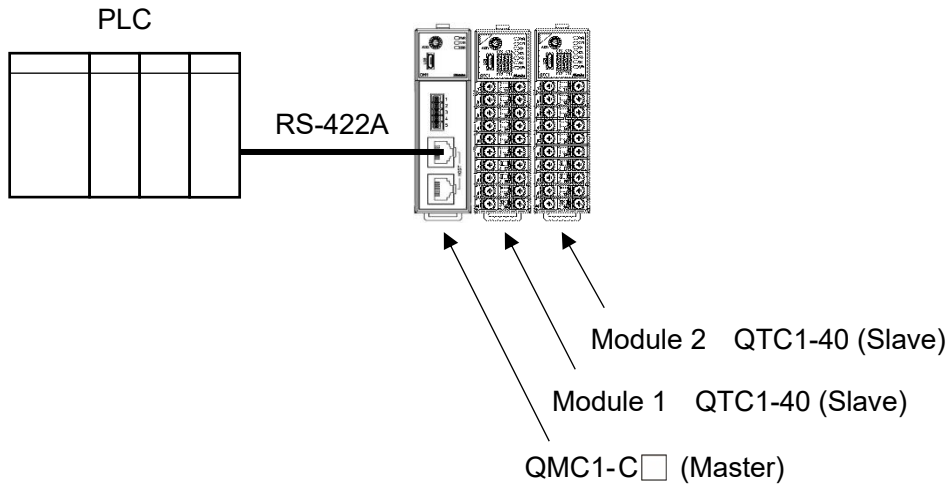 PLC
RS-422A
Module 2 QTC1-40 (Slave)
Module 1 QTC1-40 (Slave)
QMC1-C□ (Master)